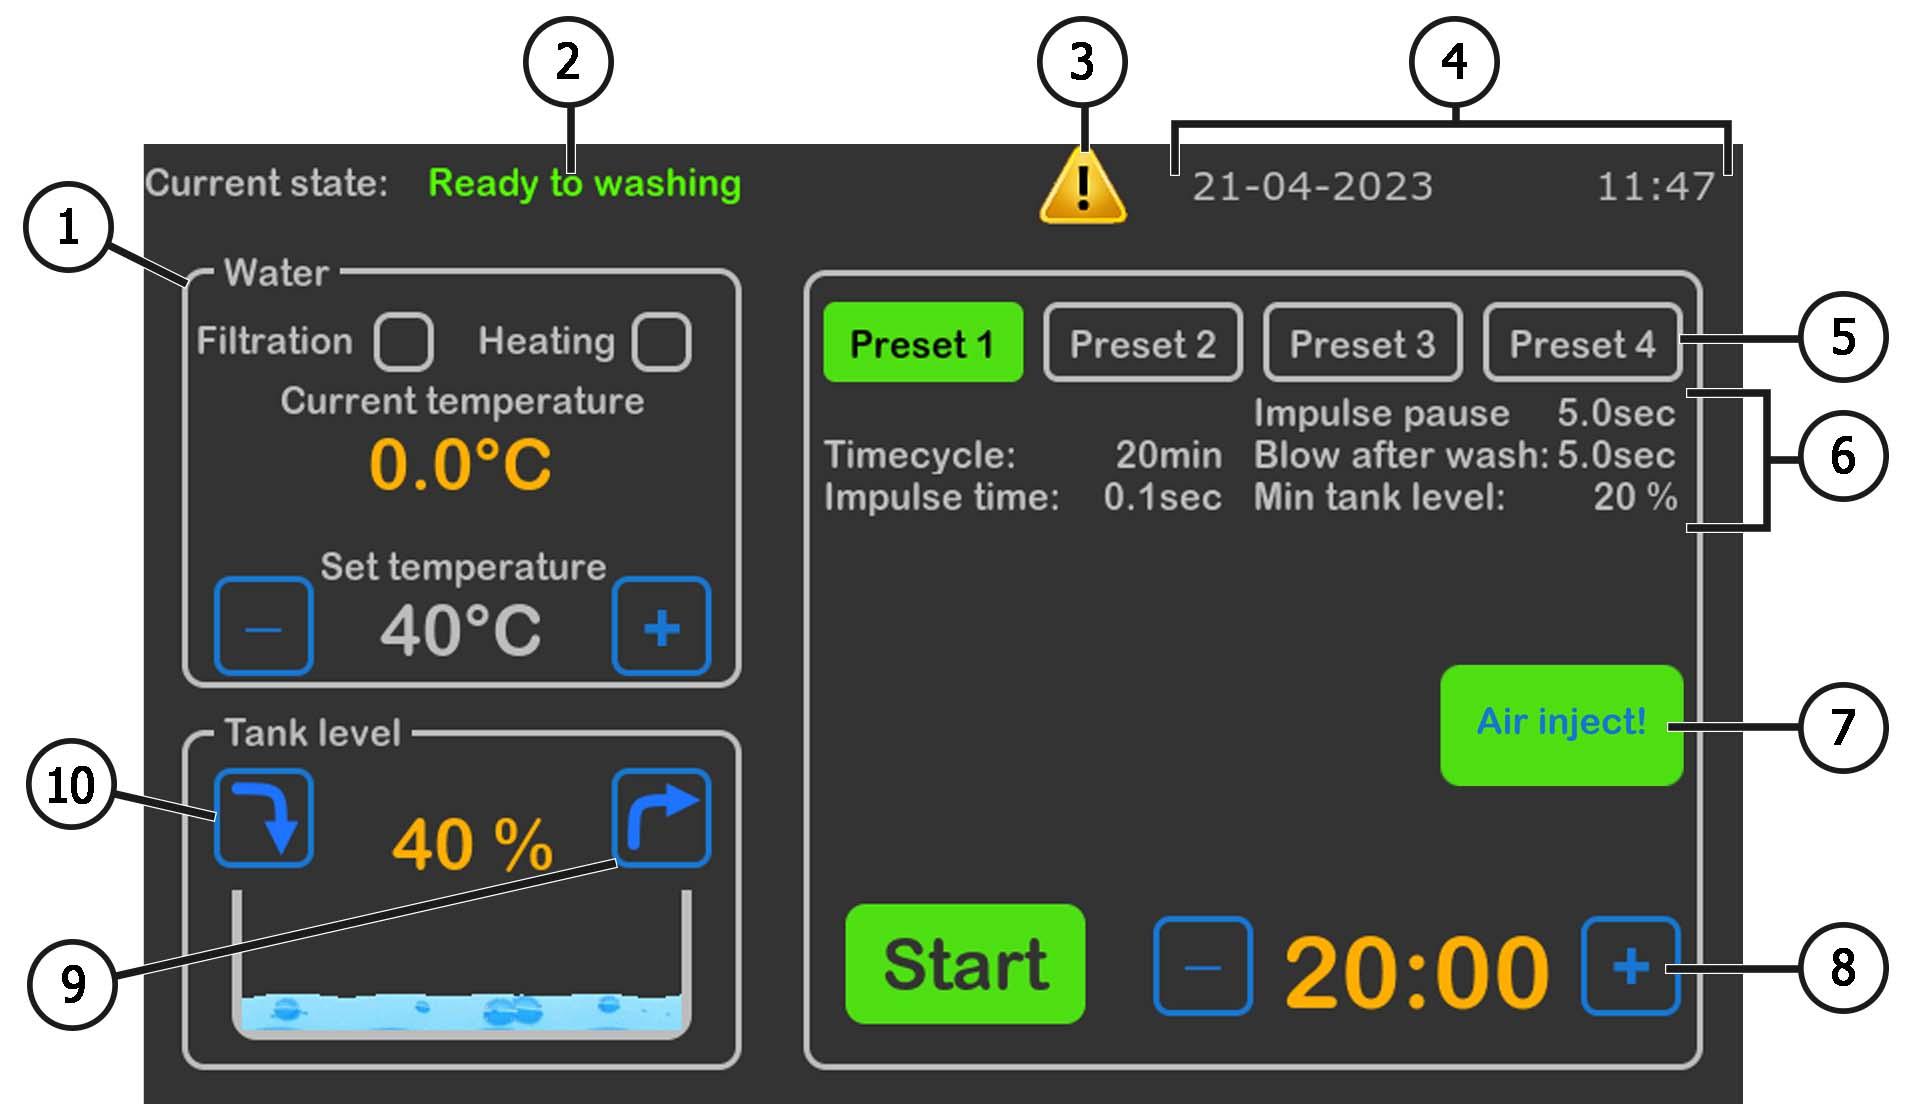 2
3
4
Current state: Ready to washing
21-04-2023 11:47
1
Water
Filtration
Heating
Current temperature
0.0°C
Set temperature
− 40°C +
Preset 1
Preset 2
Preset 3
Preset 4
5
Impulse pause 5.0sec
Timecycle: 20min Blow after wash: 5.0sec
Impulse time: 0.1sec Min tank level: 20 %
6
Air inject!
7
Tank level
10
40 %
9
Start
− 20:00 +
8